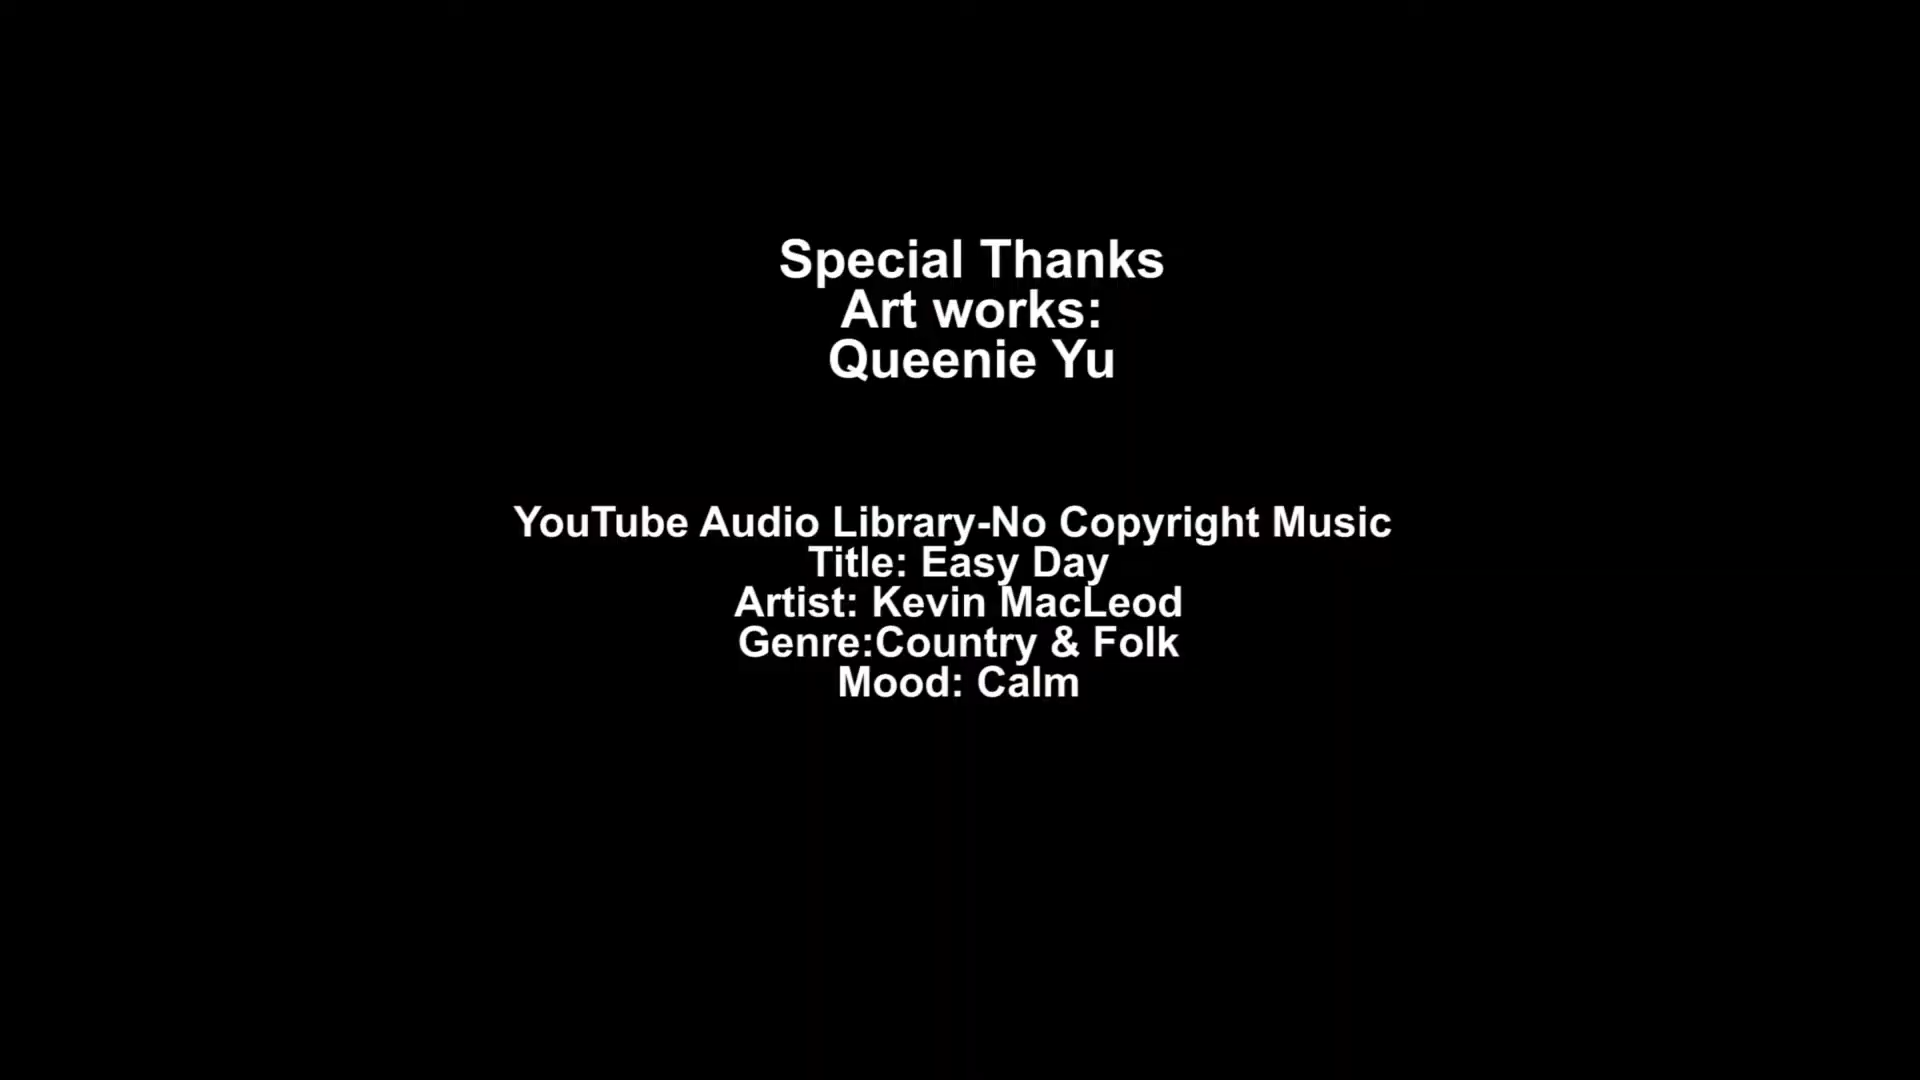 Special Thanks
Art works:
Queenie Yu
YouTube Audio Library-No Copyright Music
Title: Easy Day
Artist: Kevin MacLeod
Genre:Country & Folk
Mood: Calm